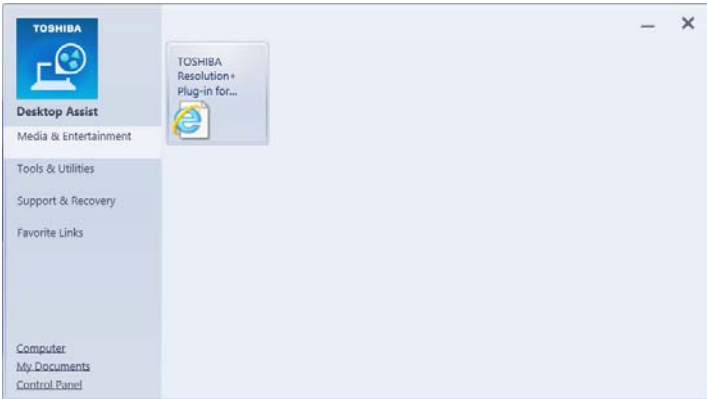 TOSHIBA
Desktop Assist
Media & Entertainment
Tools & Utilities
Support & Recovery
Favorite Links
Computer
My Documents
Control Panel
TOSHIBA
Resolution+
Plug-in for...